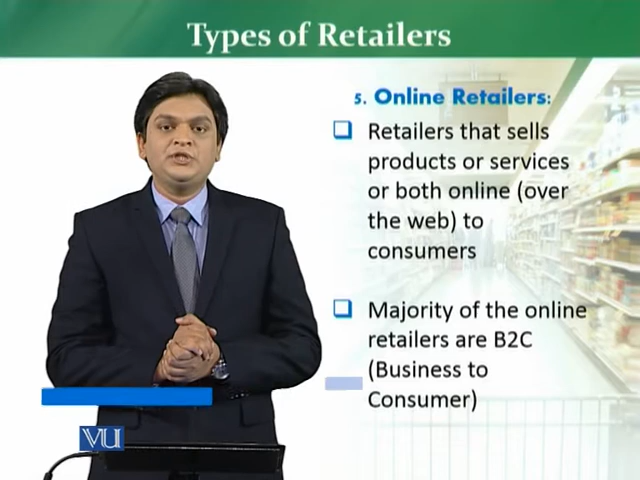 Types of Retailers
5. Online Retailers:
Retailers that sells
products or services
or both online (over
the web) to
consumers
Majority of the online
retailers are B2C
(Business to
Consumer)
VU